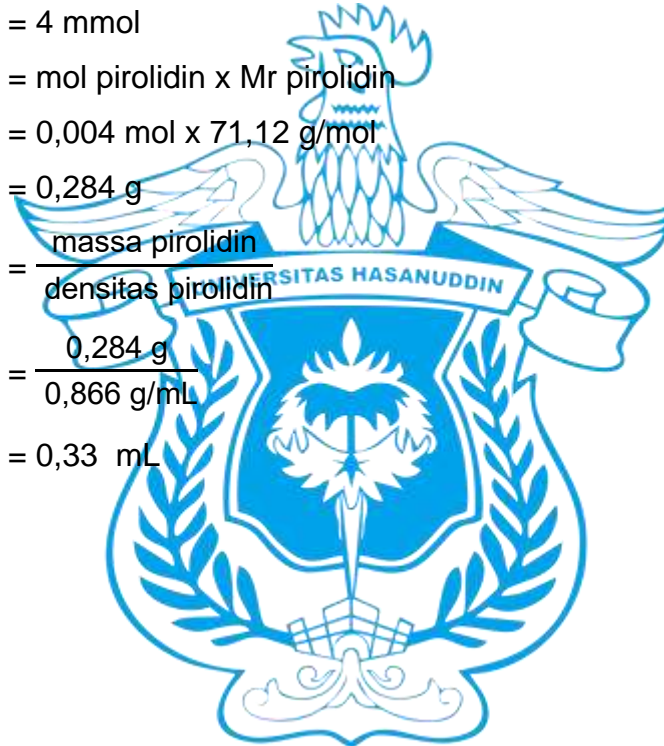 = 4 mmol
= mol pirolidin x Mr pirolidin
= 0,004 mol x 71,12 g/mol
= 0,284 g
= massa pirolidin
densitas pirolidin
UNIVERSITAS HASANUDDIN
= 0,284 g
0,866 g/mL
= 0,33 mL